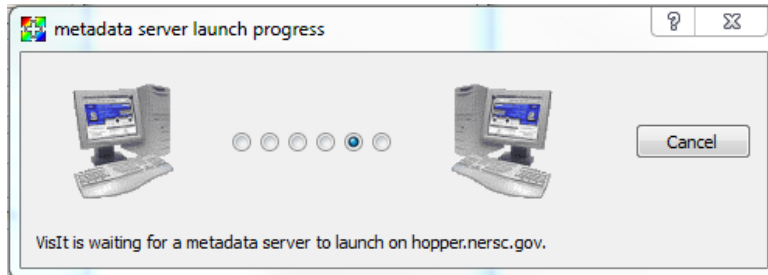 metadata server launch progress
Cancel
VisIt is waiting for a metadata server to launch on hopper.nersc.gov.